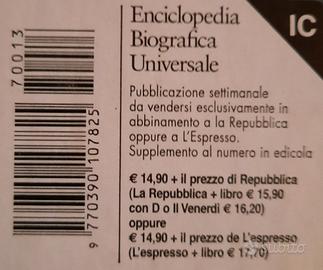 Enciclopedia
Biografica
Universale
IC
Pubblicazione settimanale
da vendersi esclusivamente in
abbinamento a la Repubblica
oppure a L'Espresso.
Supplemento al numero in edicola
€ 14,90 + il prezzo di Repubblica
(La Repubblica + libro € 15,90
con D o Il Venerdì € 16,20)
oppure
€ 14,90 + il prezzo de L'espresso
(L'espresso + libro € 17,70)
70013
9 770390 107825
subito